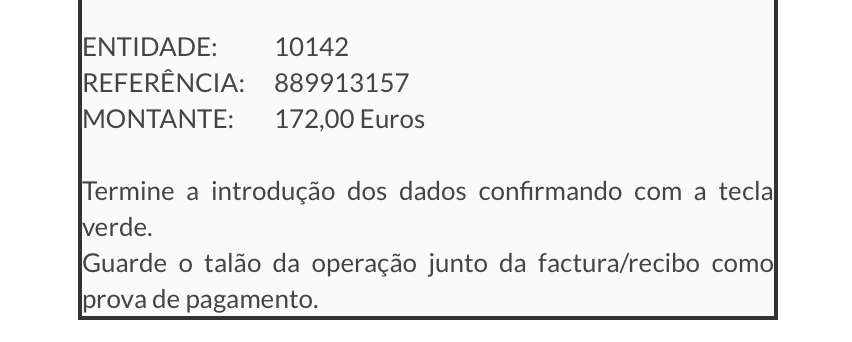 ENTIDADE: 10142
REFERÊNCIA: 889913157
MONTANTE: 172,00 Euros
Termine a introdução dos dados confirmando com a tecla
verde.
Guarde o talão da operação junto da factura/recibo como
prova de pagamento.